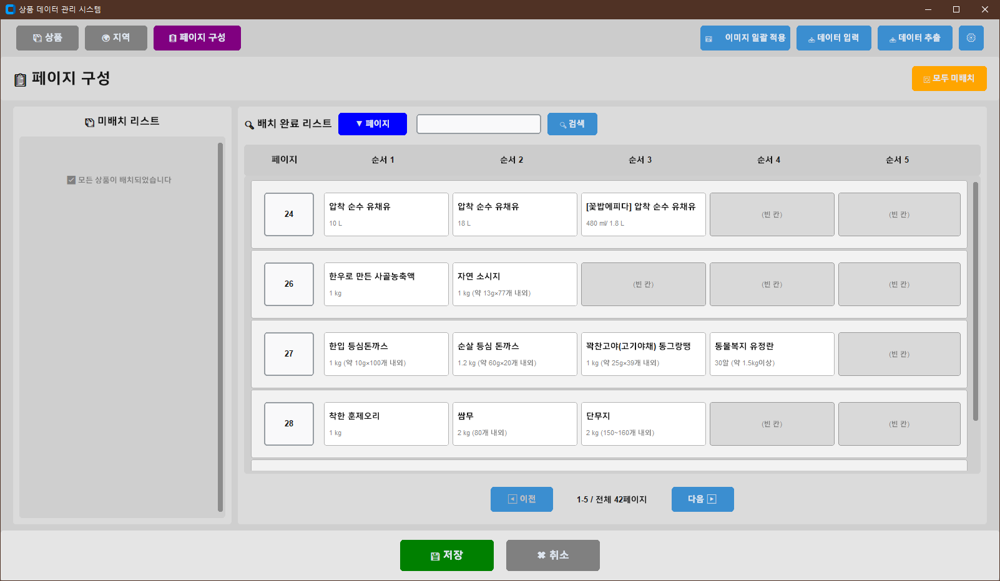 상품 데이터 관리 시스템
상품
지역
페이지 구성
이미지 일괄 적용
데이터 입력
데이터 추출
페이지 구성
모두 미배치
미배치 리스트
모든 상품이 배치되었습니다
배치 완료 리스트
▼ 페이지
검색
페이지 순서 1 순서 2 순서 3 순서 4 순서 5
24
압착 순수 유채유
10 L
압착 순수 유채유
18 L
[꽃밥에피다] 압착 순수 유채유
480 ml/ 1.8 L
(빈 칸)
(빈 칸)
26
한우로 만든 사골농축액
1 kg
자연 소시지
1 kg (약 13g×77개 내외)
(빈 칸)
(빈 칸)
(빈 칸)
27
한입 등심돈까스
1 kg (약 10g×100개 내외)
순살 등심 돈까스
1.2 kg (약 60g×20개 내외)
꽉찬고야(고기야채) 동그랑땡
1 kg (약 25g×39개 내외)
동물복지 유정란
30알 (약 1.5kg이상)
(빈 칸)
28
착한 훈제오리
1 kg
쌈무
2 kg (80개 내외)
단무지
2 kg (150~160개 내외)
(빈 칸)
(빈 칸)
이전
1-5 / 전체 42페이지
다음
저장
✖ 취소